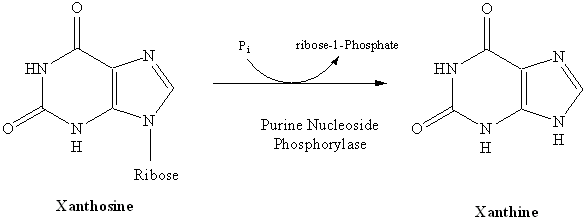 O
HN
N
O
N
H
N
Ribose
Xanthosine
Pi
ribose-1-Phosphate
Purine Nucleoside
Phosphorylase
O
HN
N
O
N
H
N
H
Xanthine